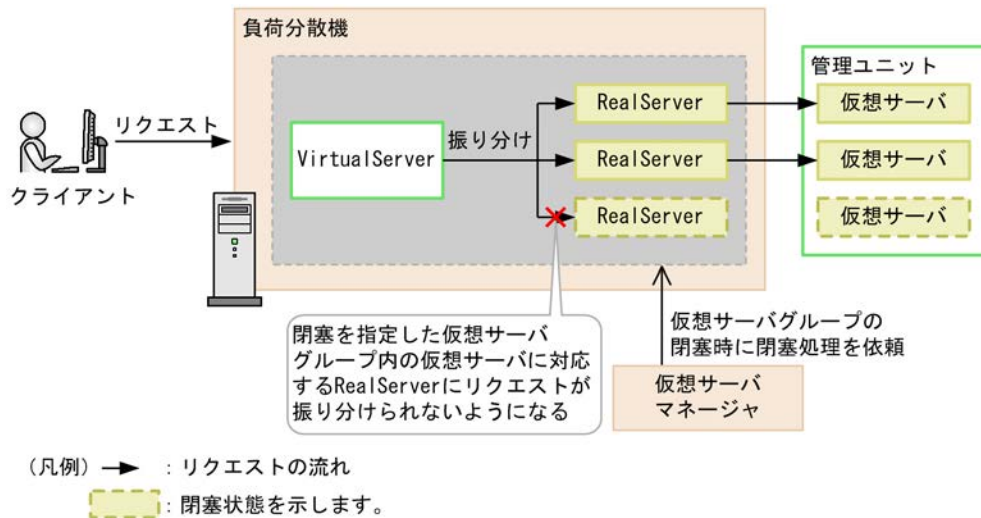 負荷分散機
管理ユニット
リクエスト
クライアント
VirtualServer
振り分け
RealServer
仮想サーバ
RealServer
仮想サーバ
RealServer
仮想サーバ
閉塞を指定した仮想サーバ
グループ内の仮想サーバに対応
するRealServerにリクエストが
振り分けられないようになる
仮想サーバグループの
閉塞時に閉塞処理を依頼
仮想サーバ
マネージャ
（凡例）
：リクエストの流れ
：閉塞状態を示します。